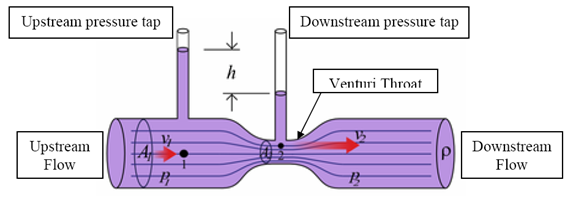 Upstream pressure tap
Downstream pressure tap
h
Venturi Throat
Upstream
Flow
A1
v1
1
p1
2
v2
p2
ρ
Downstream
Flow